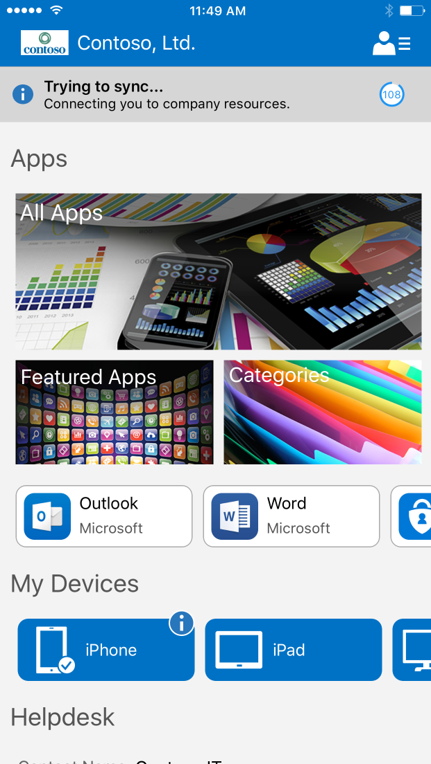 11:49 AM
contoso
Contoso, Ltd.
Trying to sync...
Connecting you to company resources.
108
Apps
All Apps
Featured Apps
Categories
Outlook
Microsoft
Word
Microsoft
My Devices
iPhone
iPad
Helpdesk